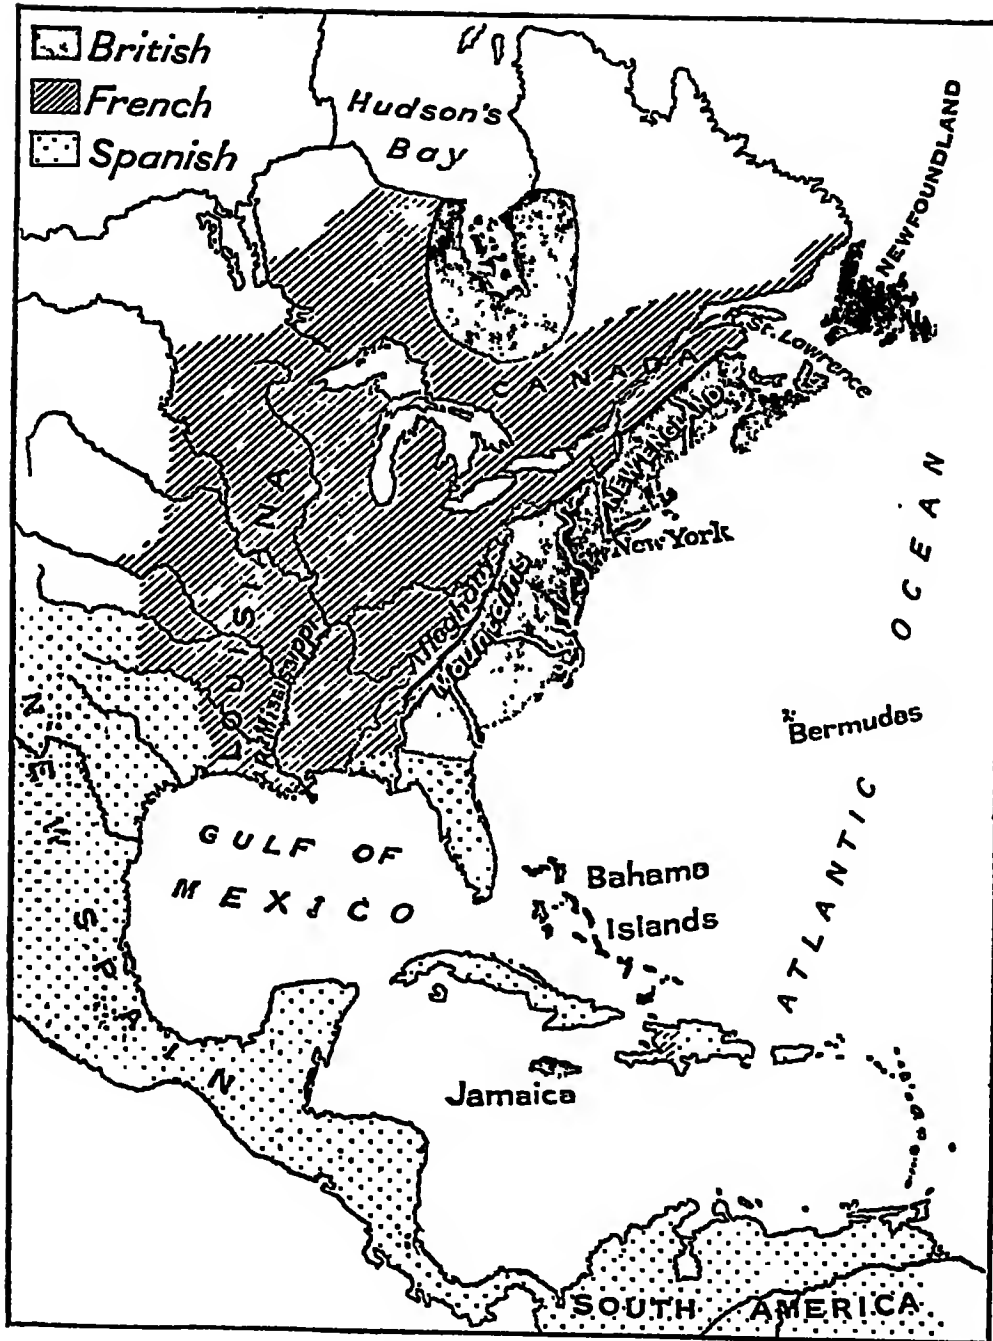 British
French
Spanish
Hudson's
Bay
NEWFOUNDLAND
St. Lawrence
CANADA
NEW ENGLAND
New York
LOUISIANA
R. Mississippi
Alleghany
Mountains
ATLANTIC OCEAN
Bermudas
NEW SPAIN
GULF OF
MEXICO
Bahama
Islands
Jamaica
SOUTH AMERICA